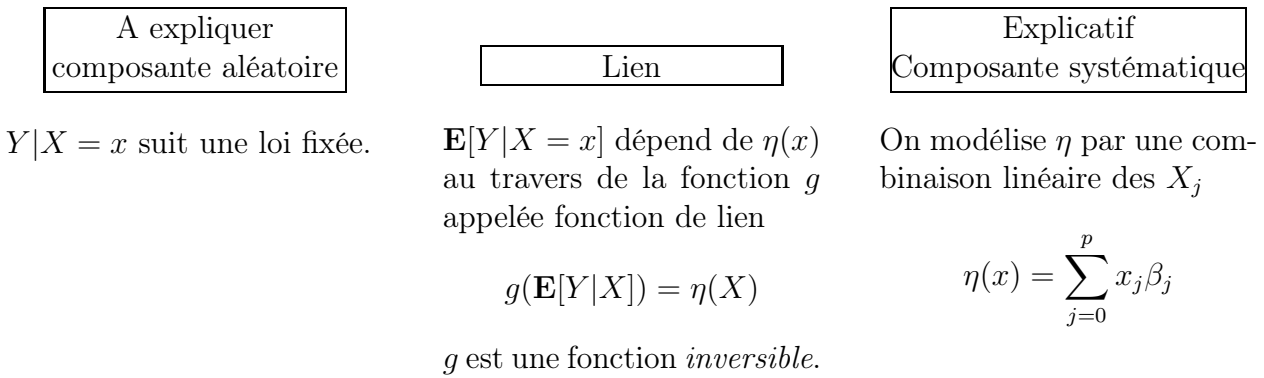 A expliquer
composante aléatoire
Y|X = x suit une loi fixée.
Lien
E[Y|X = x] dépend de η(x)
au travers de la fonction g
appelée fonction de lien
g(E[Y|X]) = η(X)
g est une fonction inversible.
Explicatif
Composante systématique
On modélise η par une com-
binaison linéaire des X_j
η(x) = \sum_{j=0}^{p} x_j β_j